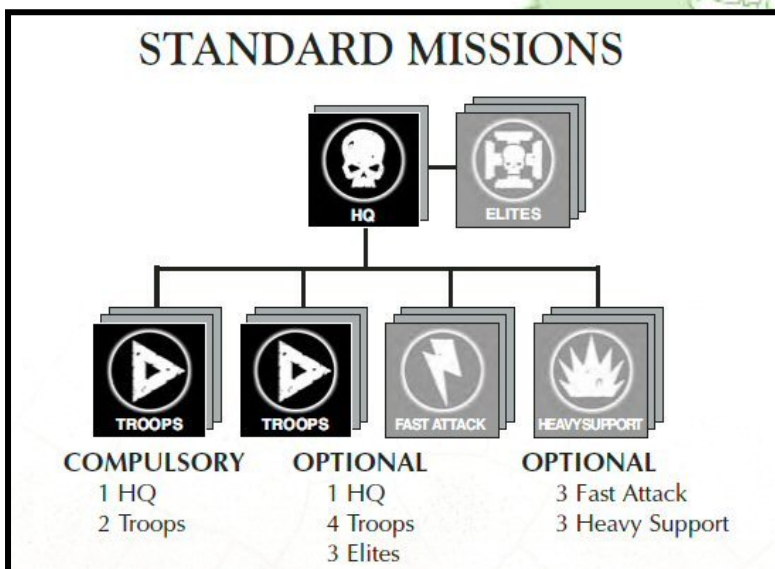 STANDARD MISSIONS
HQ
ELITES
TROOPS
TROOPS
FAST ATTACK
HEAVY SUPPORT
COMPULSORY
1 HQ
2 Troops
OPTIONAL
1 HQ
4 Troops
3 Elites
OPTIONAL
3 Fast Attack
3 Heavy Support